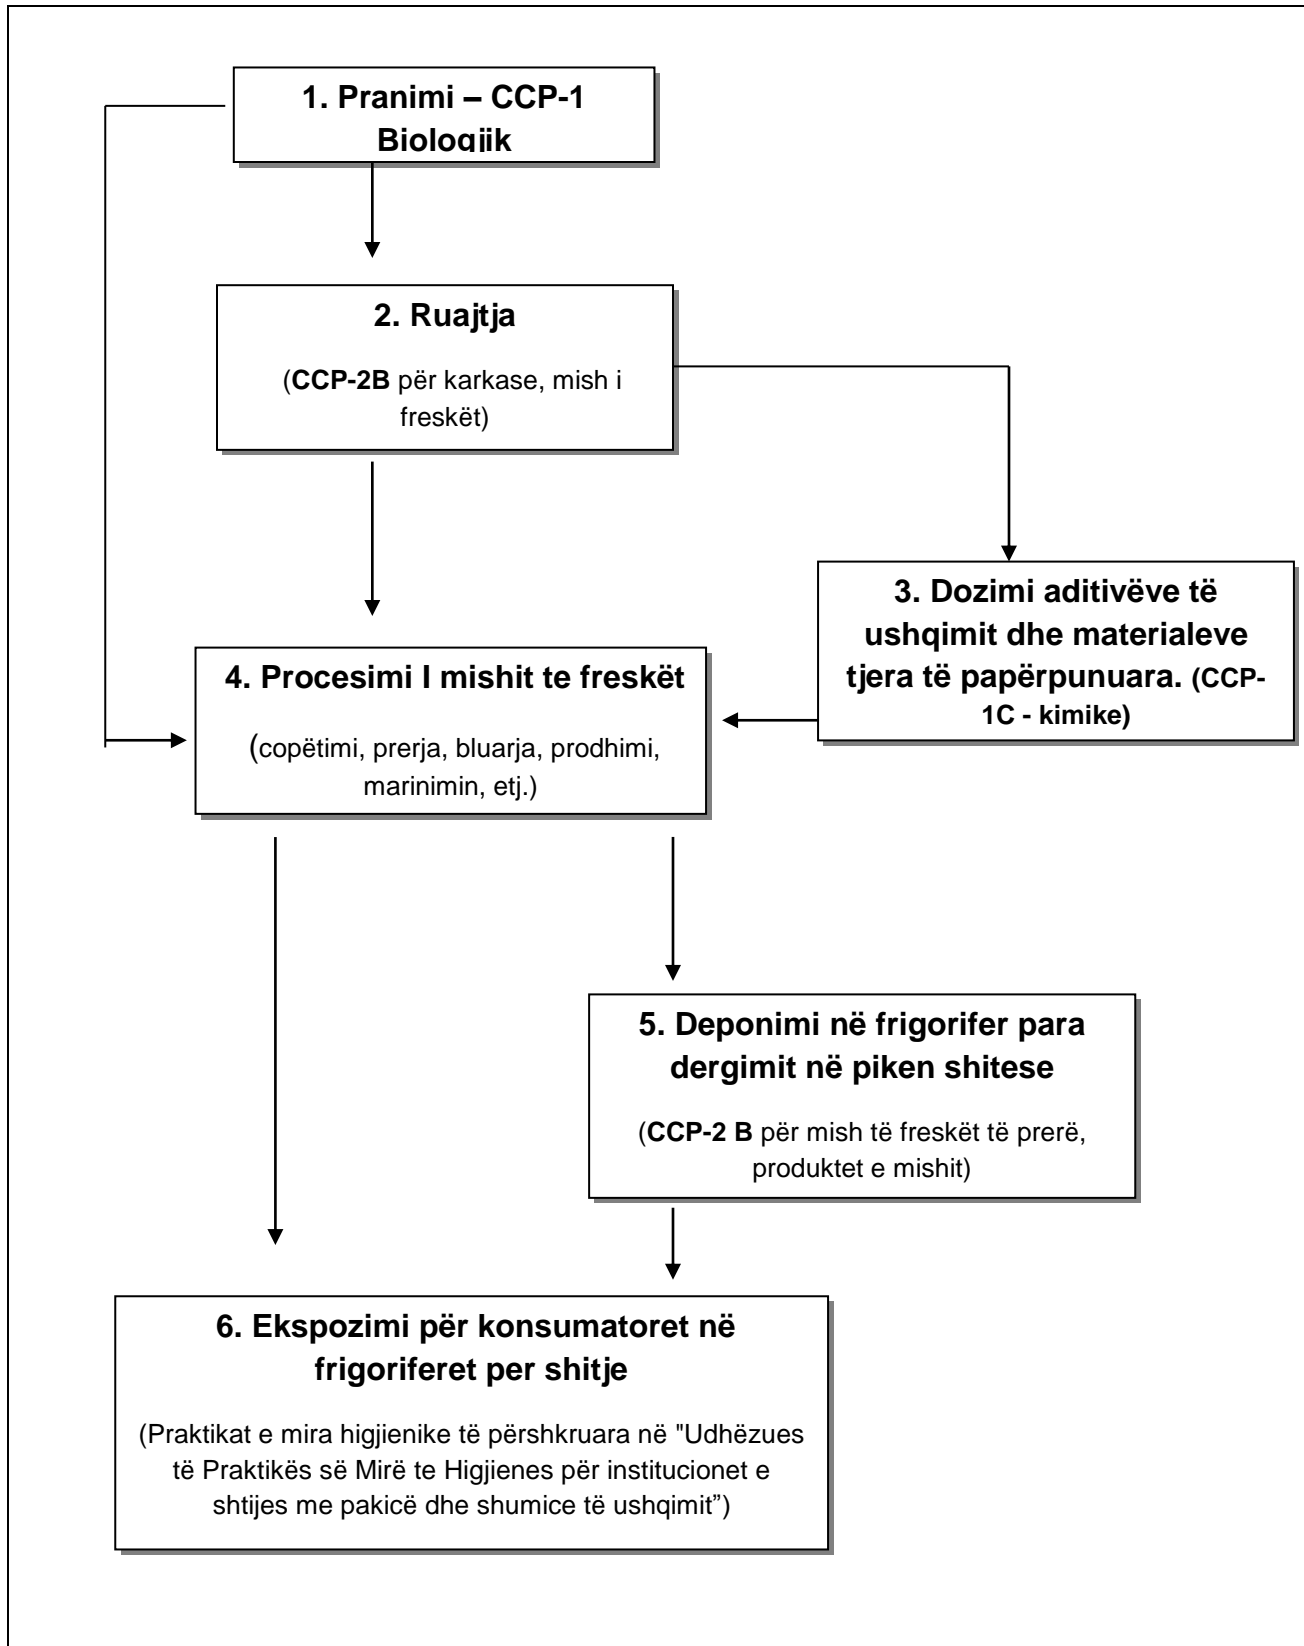 1. Pranimi – CCP-1
Biologjik
2. Ruajtja
(CCP-2B për karkase, mish i
freskët)
3. Dozimi aditivëve të
ushqimit dhe materialeve
tjera të papërpunuara. (CCP-
1C - kimike)
4. Procesimi I mishit te freskët
(copëtimi, prerja, bluarja, prodhimi,
marinimin, etj.)
5. Deponimi në frigorifer para
dergimit në piken shitese
(CCP-2 B për mish të freskët të prerë,
produktet e mishit)
6. Ekspozimi për konsumatoret në
frigoriferet per shitje
(Praktikat e mira higjienike të përshkruara në "Udhëzues
të Praktikës së Mirë te Higjienes për institucionet e
shtijes me pakicë dhe shumice të ushqimit”)